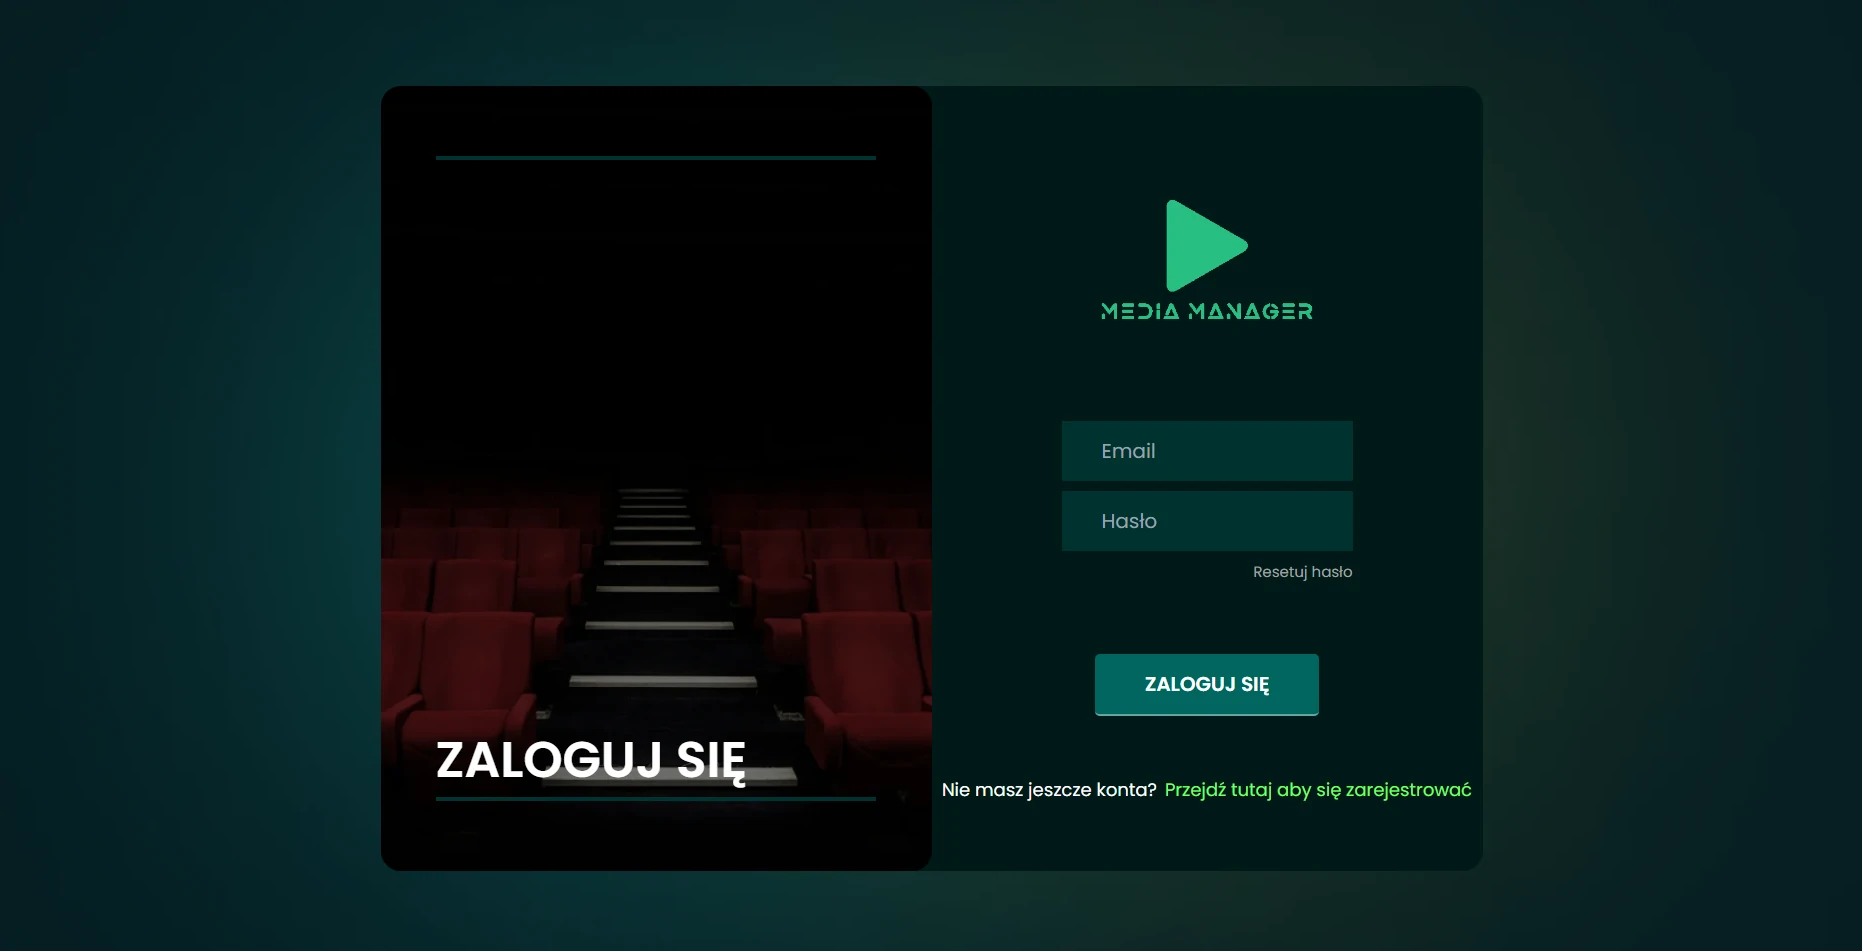 ZALOGUJ SIĘ
MEDIA MANAGER
Email
Hasło
Resetuj hasło
ZALOGUJ SIĘ
Nie masz jeszcze konta? Przejdź tutaj aby się zarejestrować